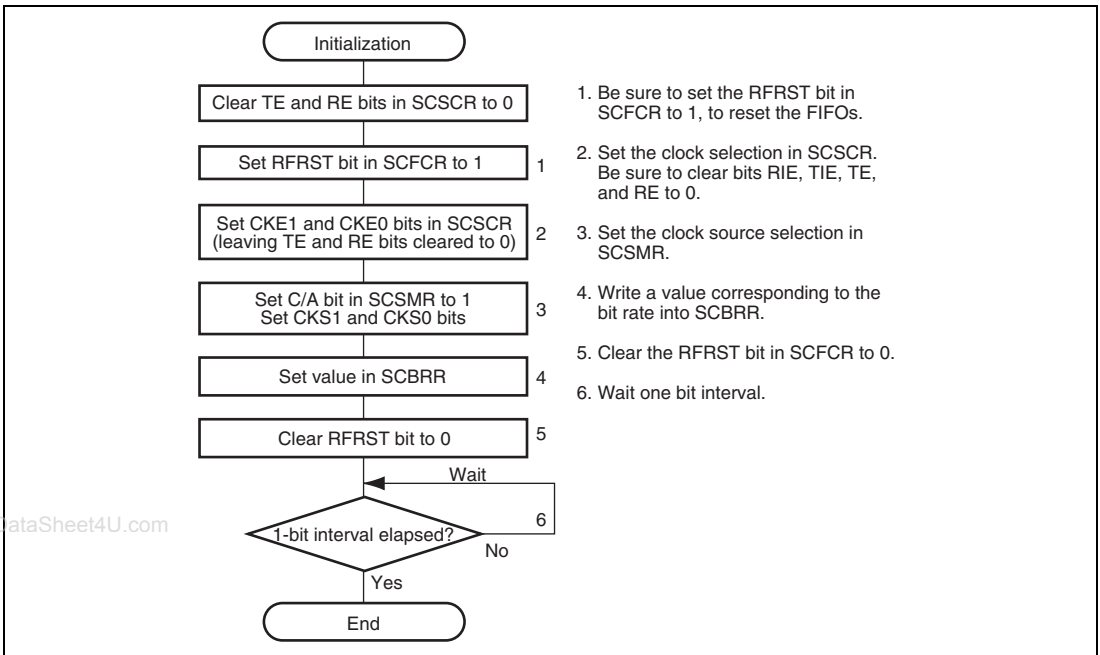 Initialization
Clear TE and RE bits in SCSCR to 0
Set RFRST bit in SCFCR to 1
1
Set CKE1 and CKE0 bits in SCSCR
(leaving TE and RE bits cleared to 0)
2
Set C/A bit in SCSMR to 1
Set CKS1 and CKS0 bits
3
Set value in SCBRR
4
Clear RFRST bit to 0
5
Wait
1-bit interval elapsed?
6
No
Yes
End
1. Be sure to set the RFRST bit in
SCFCR to 1, to reset the FIFOs.
2. Set the clock selection in SCSCR.
Be sure to clear bits RIE, TIE, TE,
and RE to 0.
3. Set the clock source selection in
SCSMR.
4. Write a value corresponding to the
bit rate into SCBRR.
5. Clear the RFRST bit in SCFCR to 0.
6. Wait one bit interval.
ataSheet4U.com